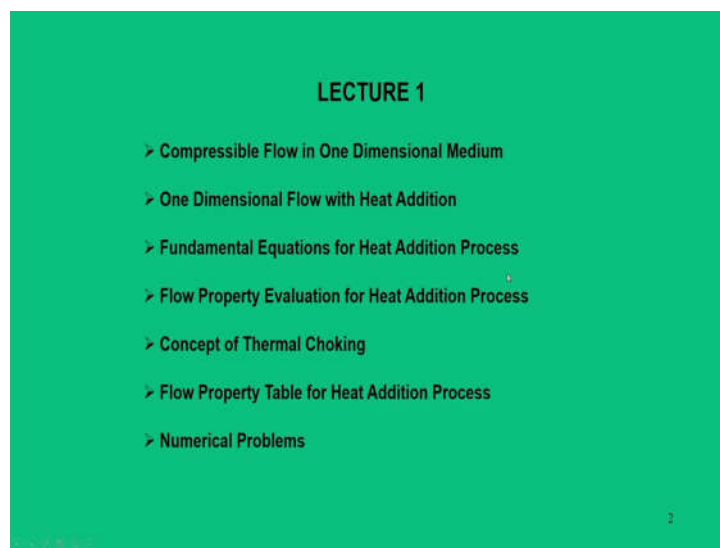 LECTURE 1
➢ Compressible Flow in One Dimensional Medium
➢ One Dimensional Flow with Heat Addition
➢ Fundamental Equations for Heat Addition Process
➢ Flow Property Evaluation for Heat Addition Process
➢ Concept of Thermal Choking
➢ Flow Property Table for Heat Addition Process
➢ Numerical Problems
2